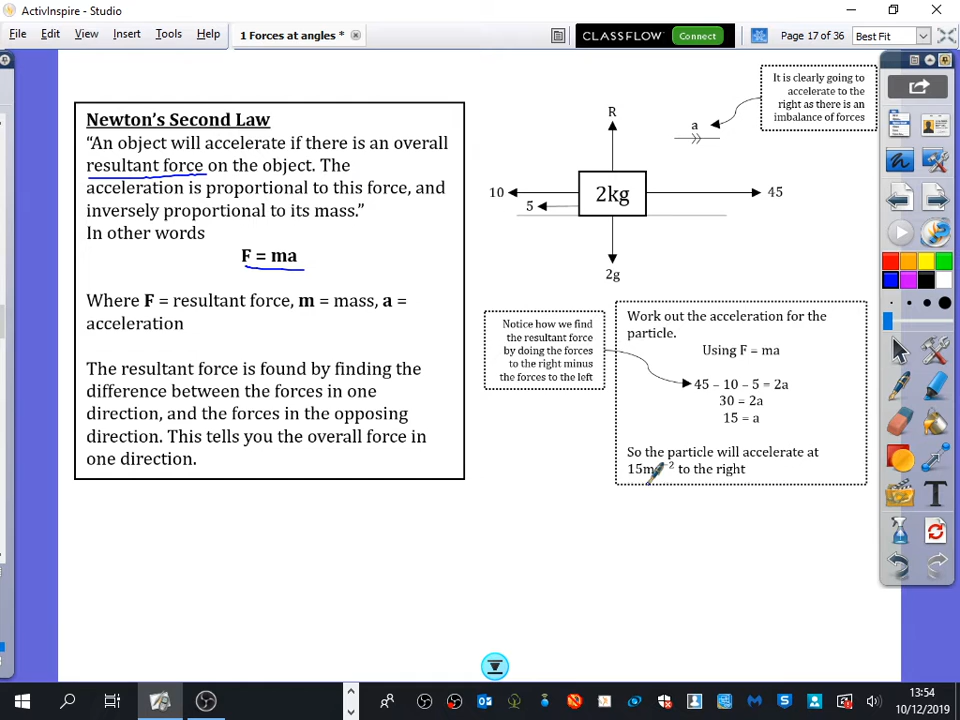 ActivInspire - Studio
File Edit View Insert Tools Help
1 Forces at angles *
CLASSFLOW Connect
Page 17 of 36
Best Fit
Newton's Second Law
"An object will accelerate if there is an overall
resultant force on the object. The
acceleration is proportional to this force, and
inversely proportional to its mass."
In other words
F = ma
Where F = resultant force, m = mass, a =
acceleration
The resultant force is found by finding the
difference between the forces in one
direction, and the forces in the opposing
direction. This tells you the overall force in
one direction.
It is clearly going to
accelerate to the
right as there is an
imbalance of forces
R
a
10
5
2kg
45
2g
Notice how we find
the resultant force
by doing the forces
to the right minus
the forces to the left
Work out the acceleration for the
particle.
Using F = ma
45 – 10 – 5 = 2a
30 = 2a
15 = a
So the particle will accelerate at
15m⁻² to the right
13:54
10/12/2019